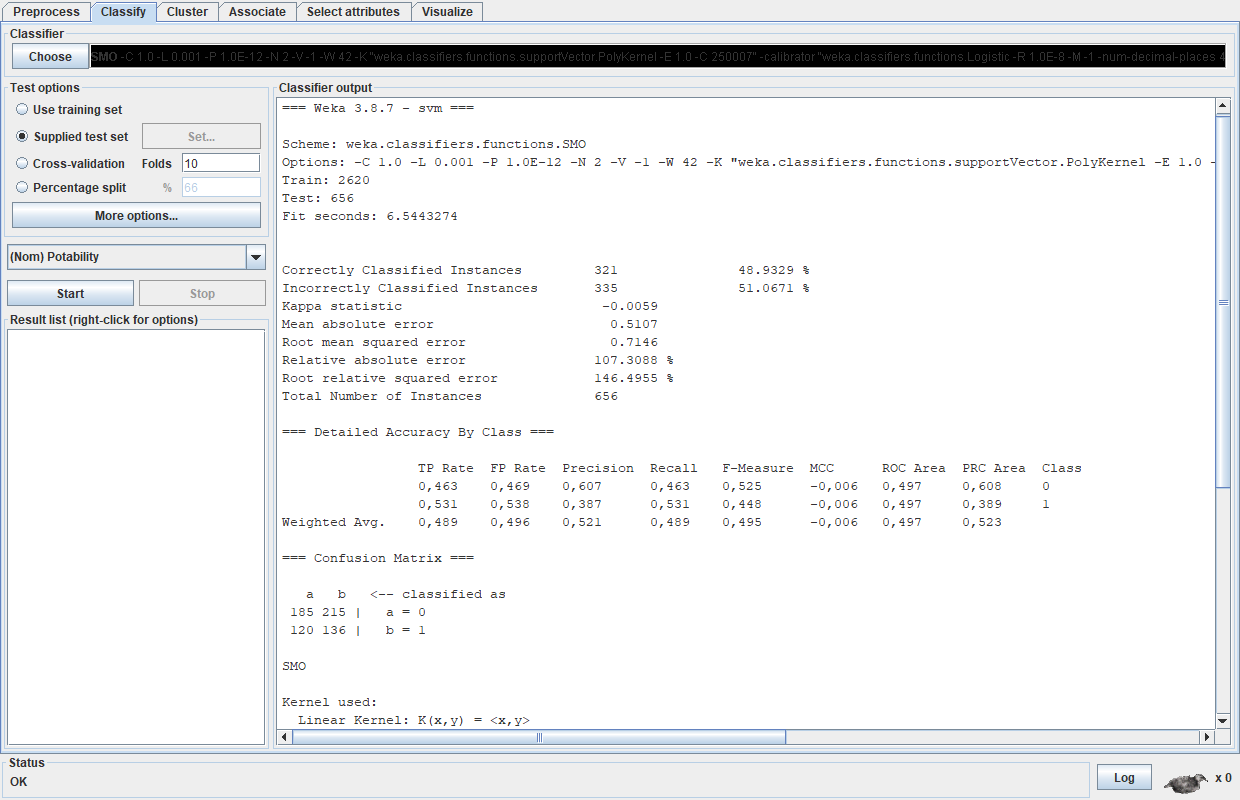 Preprocess Classify Cluster Associate Select attributes Visualize
Classifier
Choose SMO -C 1.0 -L 0.001 -P 1.0E-12 -N 2 -V -1 -W 42 -K "weka.classifiers.functions.supportVector.PolyKernel -E 1.0 -C 250007" -calibrator "weka.classifiers.functions.Logistic -R 1.0E-8 -M -1 -num-decimal-places 4
Test options
Use training set
Supplied test set Set...
Cross-validation Folds 10
Percentage split % 66
More options...
(Nom) Potability
Start Stop
Result list (right-click for options)
Classifier output
=== Weka 3.8.7 - svm ===
Scheme: weka.classifiers.functions.SMO
Options: -C 1.0 -L 0.001 -P 1.0E-12 -N 2 -V -1 -W 42 -K "weka.classifiers.functions.supportVector.PolyKernel -E 1.0 -
Train: 2620
Test: 656
Fit seconds: 6.5443274
Correctly Classified Instances 321 48.9329 %
Incorrectly Classified Instances 335 51.0671 %
Kappa statistic -0.0059
Mean absolute error 0.5107
Root mean squared error 0.7146
Relative absolute error 107.3088 %
Root relative squared error 146.4955 %
Total Number of Instances 656
=== Detailed Accuracy By Class ===
TP Rate FP Rate Precision Recall F-Measure MCC ROC Area PRC Area Class
0,463 0,469 0,607 0,463 0,525 -0,006 0,497 0,608 0
0,531 0,538 0,387 0,531 0,448 -0,006 0,497 0,389 1
Weighted Avg. 0,489 0,496 0,521 0,489 0,495 -0,006 0,497 0,523
=== Confusion Matrix ===
a b <-- classified as
185 215 | a = 0
120 136 | b = 1
SMO
Kernel used:
Linear Kernel: K(x,y) = <x,y>
Status
OK
Log x 0